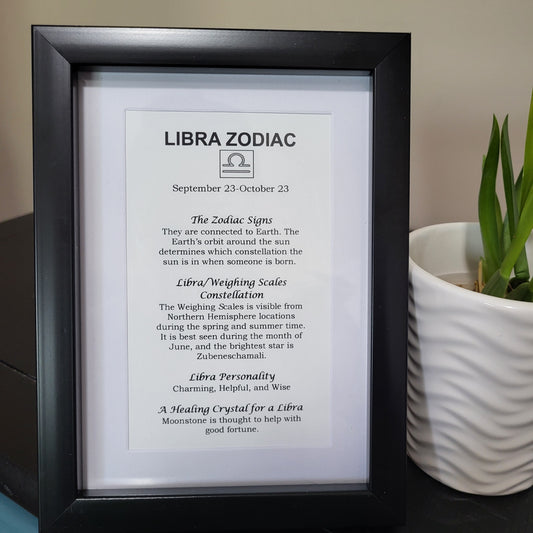 LIBRA ZODIAC
September 23-October 23
The Zodiac Signs
They are connected to Earth. The
Earth's orbit around the sun
determines which constellation the
sun is in when someone is born.
Libra/Weighing Scales
Constellation
The Weighing Scales is visible from
Northern Hemisphere locations
during the spring and summer time.
It is best seen during the month of
June, and the brightest star is
Zubeneschamali.
Libra Personality
Charming, Helpful, and Wise
A Healing Crystal for a Libra
Moonstone is thought to help with
good fortune.